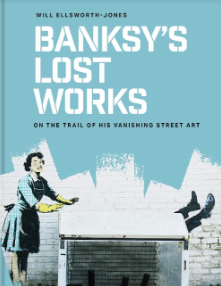 WILL ELLSWORTH-JONES
BANKSY'S
LOST
WORKS
ON THE TRAIL OF HIS VANISHING STREET ART